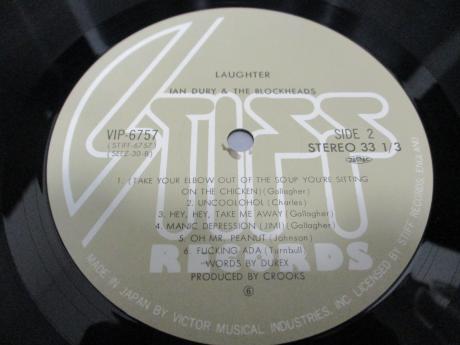 LAUGHTER
IAN DURY & THE BLOCKHEADS
STIFF
VIP-6757
(STIFF-6757)
(SEEZ-30-B)
SIDE 2
STEREO 33 1/3
1. (TAKE YOUR ELBOW OUT OF THE SOUP YOU'RE SITTING
ON THE CHICKEN) (Gallagher)
2. UNCOOLOHOL (Charles)
3. HEY, HEY, TAKE ME AWAY (Gallagher)
4. MANIC DEPRESSION (JIMI) (Gallagher)
5. OH MR. PEANUT (Johnson)
6. FUCKING ADA (Turnbull)
RECORDS
WORDS BY DUREX
PRODUCED BY CROOKS
6
MADE IN JAPAN BY VICTOR MUSICAL INDUSTRIES, INC. LICENSED BY STIFF RECORDS, ENGLAND